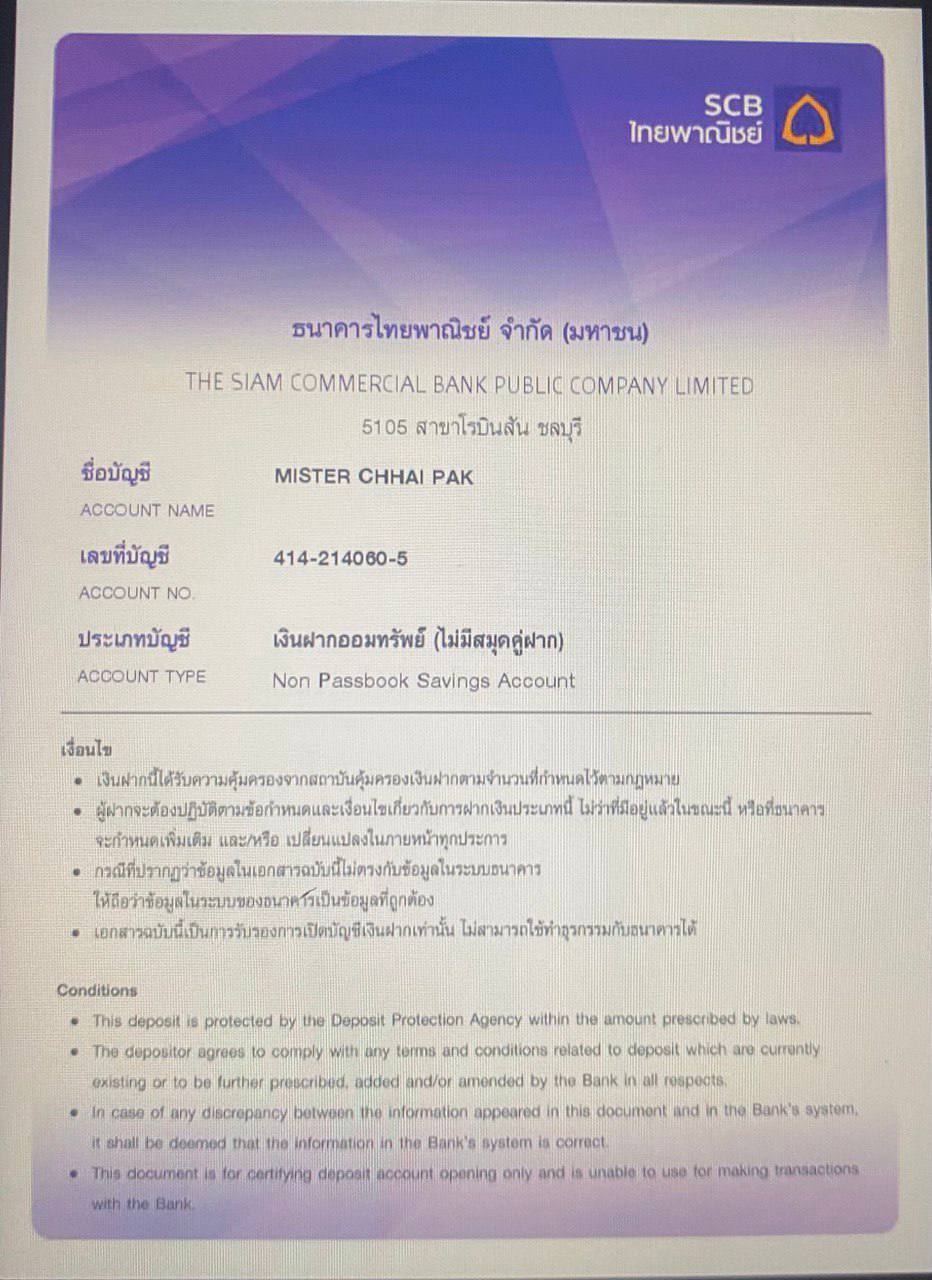 SCB
ไทยพาณิชย์
ธนาคารไทยพาณิชย์ จำกัด (มหาชน)
THE SIAM COMMERCIAL BANK PUBLIC COMPANY LIMITED
5105 สาขาโรบินสัน ชลบุรี
ชื่อบัญชี MISTER CHHAI PAK
ACCOUNT NAME
เลขที่บัญชี 414-214060-5
ACCOUNT NO.
ประเภทบัญชี เงินฝากออมทรัพย์ (ไม่มีสมุดคู่ฝาก)
ACCOUNT TYPE Non Passbook Savings Account
เงื่อนไข
• เงินฝากนี้ได้รับความคุ้มครองจากสถาบันคุ้มครองเงินฝากตามจำนวนที่กำหนดไว้ตามกฎหมาย
• ผู้ฝากจะต้องปฏิบัติตามข้อกำหนดและเงื่อนไขเกี่ยวกับการฝากเงินประเภทนี้ ไม่ว่าที่มีอยู่แล้วในขณะนี้ หรือที่ธนาคาร
จะกำหนดเพิ่มเติม และ/หรือ เปลี่ยนแปลงในภายหน้าทุกประการ
• กรณีที่ปรากฏว่าข้อมูลในเอกสารฉบับนี้ไม่ตรงกับข้อมูลในระบบธนาคาร
ให้ถือว่าข้อมูลในระบบของธนาคารเป็นข้อมูลที่ถูกต้อง
• เอกสารฉบับนี้เป็นการรับรองการเปิดบัญชีเงินฝากเท่านั้น ไม่สามารถใช้ทำธุรกรรมกับธนาคารได้
Conditions
• This deposit is protected by the Deposit Protection Agency within the amount prescribed by laws.
• The depositor agrees to comply with any terms and conditions related to deposit which are currently
existing or to be further prescribed, added and/or amended by the Bank in all respects.
• In case of any discrepancy between the information appeared in this document and in the Bank's system,
it shall be deemed that the information in the Bank's system is correct.
• This document is for certifying deposit account opening only and is unable to use for making transactions
with the Bank.